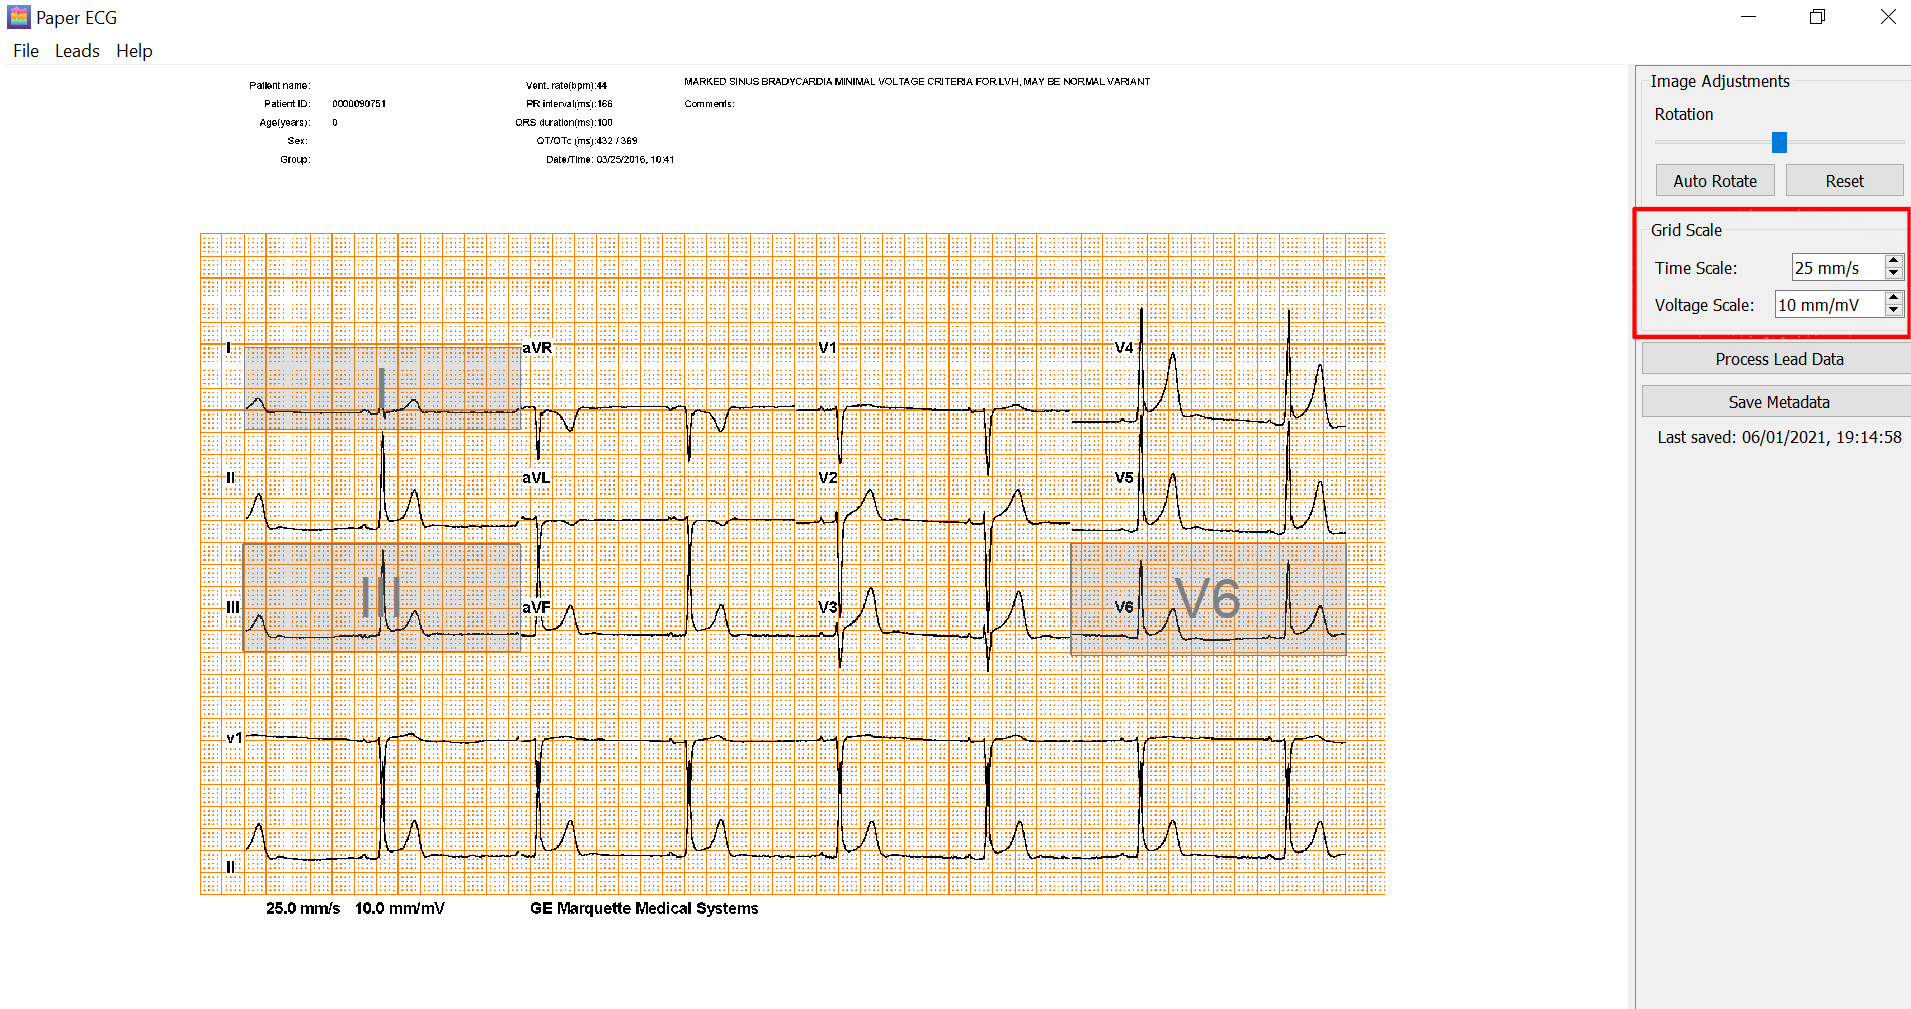 Paper ECG
File Leads Help
Patient name:
Patient ID: 0000090751
Age(years): 0
Sex:
Group:
Vent. rate(bpm):44
PR interval(ms):166
QRS duration(ms):100
QT/QTc (ms):432 / 369
Date/Time: 03/25/2016, 10:41
MARKED SINUS BRADYCARDIA MINIMAL VOLTAGE CRITERIA FOR LVH, MAY BE NORMAL VARIANT
Comments:
I aVR V1 V4
I
II aVL V2 V5
III aVF V3 V6
III V6
v1
II
25.0 mm/s 10.0 mm/mV GE Marquette Medical Systems
Image Adjustments
Rotation
Auto Rotate Reset
Grid Scale
Time Scale: 25 mm/s
Voltage Scale: 10 mm/mV
Process Lead Data
Save Metadata
Last saved: 06/01/2021, 19:14:58